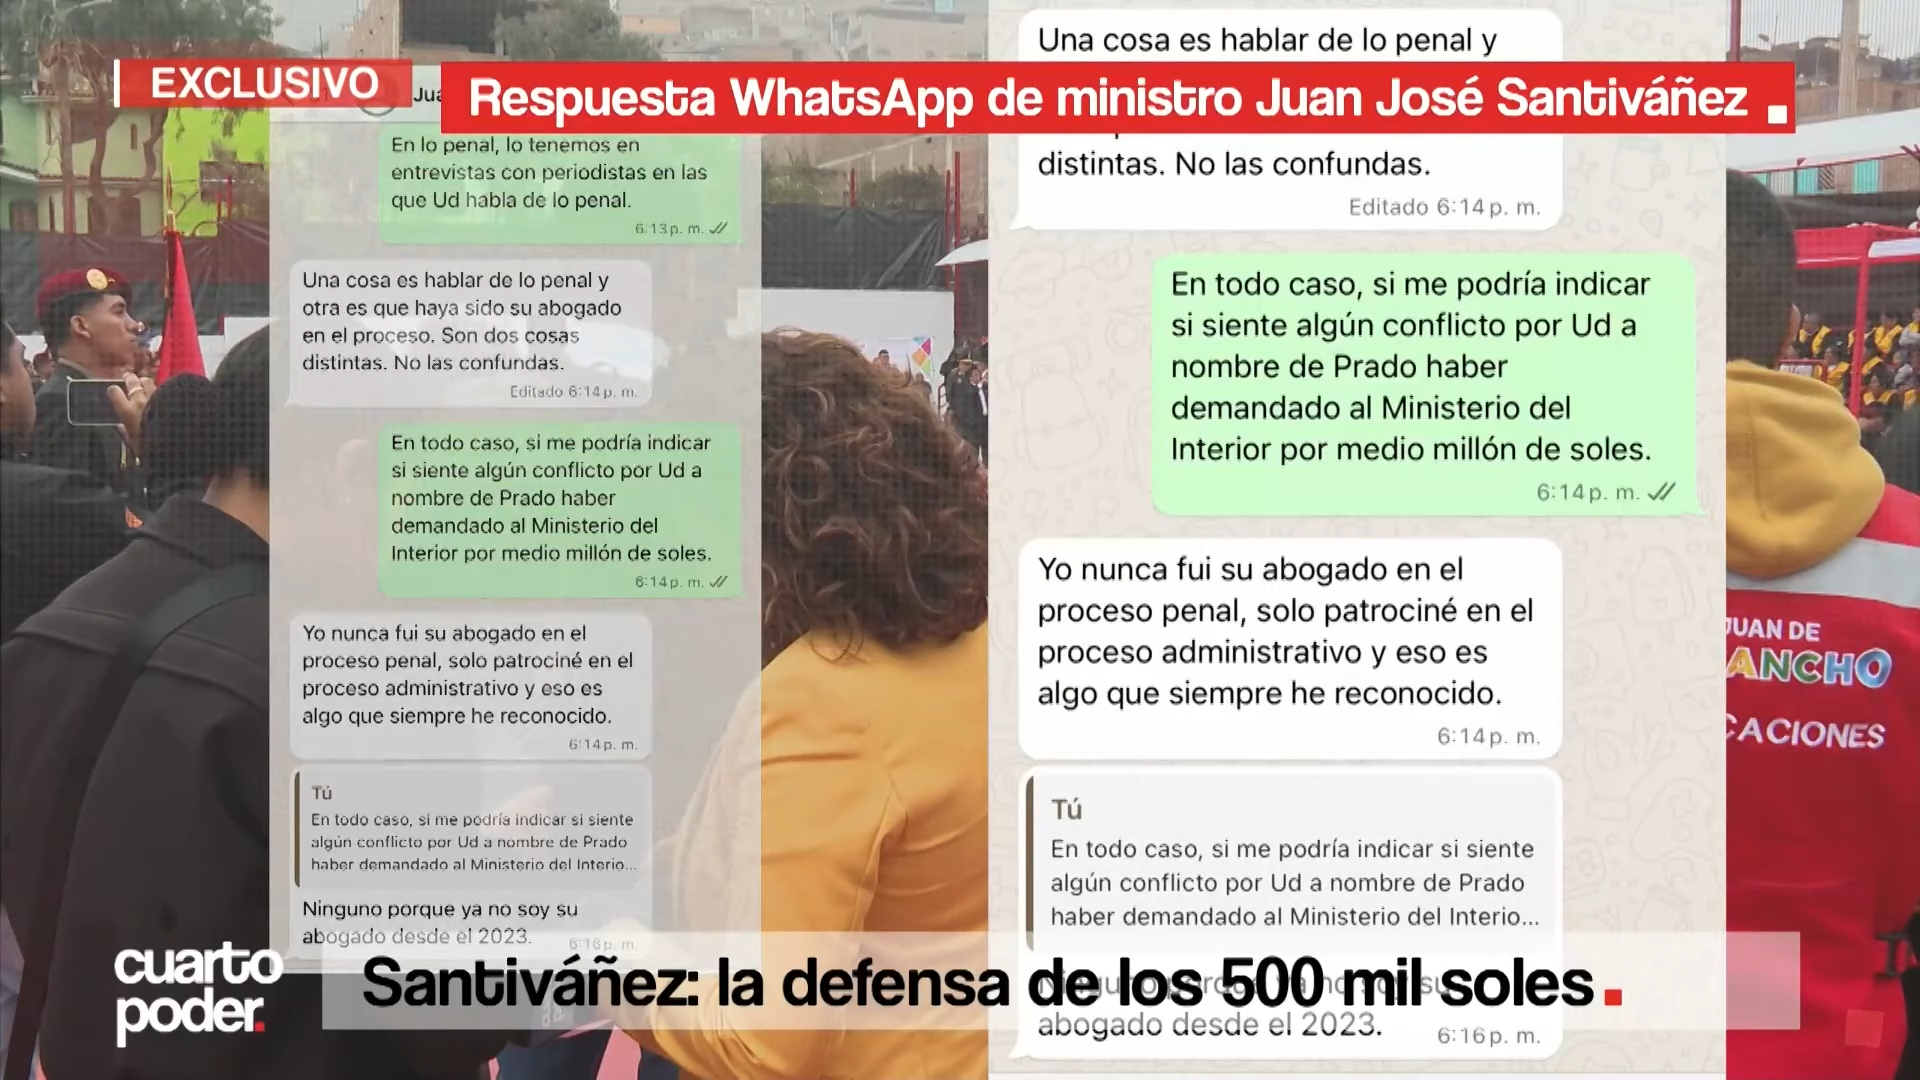 EXCLUSIVO
Respuesta WhatsApp de ministro Juan José Santiváñez
En lo penal, lo tenemos en
entrevistas con periodistas en las
que Ud habla de lo penal.
6:13 p. m.
Una cosa es hablar de lo penal y
otra es que haya sido su abogado
en el proceso. Son dos cosas
distintas. No las confundas.
Editado 6:14 p. m.
En todo caso, si me podría indicar
si siente algún conflicto por Ud a
nombre de Prado haber
demandado al Ministerio del
Interior por medio millón de soles.
6:14 p. m.
Yo nunca fui su abogado en el
proceso penal, solo patrociné en el
proceso administrativo y eso es
algo que siempre he reconocido.
6:14 p. m.
Tú
En todo caso, si me podría indicar si siente
algún conflicto por Ud a nombre de Prado
haber demandado al Ministerio del Interio...
Ninguno porque ya no soy su
abogado desde el 2023.
6:16 p. m.
Una cosa es hablar de lo penal y
distintas. No las confundas.
Editado 6:14 p. m.
En todo caso, si me podría indicar
si siente algún conflicto por Ud a
nombre de Prado haber
demandado al Ministerio del
Interior por medio millón de soles.
6:14 p. m.
Yo nunca fui su abogado en el
proceso penal, solo patrociné en el
proceso administrativo y eso es
algo que siempre he reconocido.
6:14 p. m.
Tú
En todo caso, si me podría indicar si siente
algún conflicto por Ud a nombre de Prado
haber demandado al Ministerio del Interio...
Ninguno porque ya no soy su
abogado desde el 2023.
6:16 p. m.
JUAN DE
ANCHO
CACIONES
cuarto
poder.
Santiváñez: la defensa de los 500 mil soles.